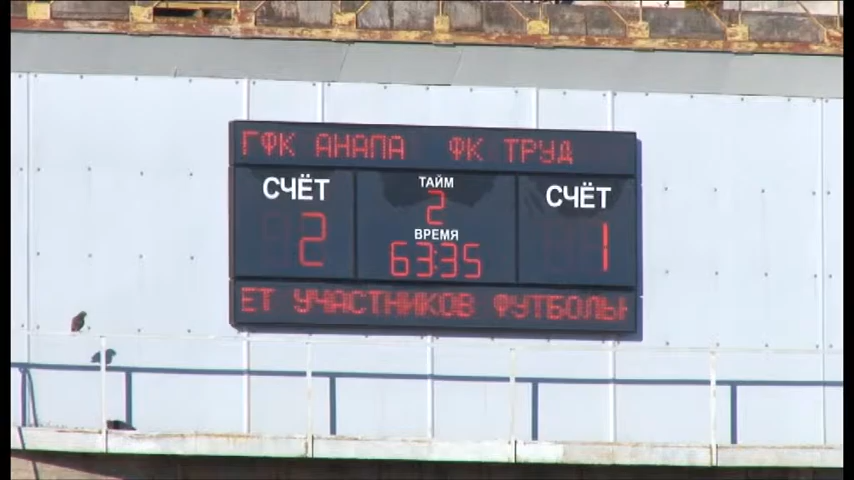 ГФК АНАПА ФК ТРУД
СЧЁТ ТАЙМ СЧЁТ
2 2 1
ВРЕМЯ
63:35
ЕТ УЧАСТНИКОВ ФУТБОЛЬН